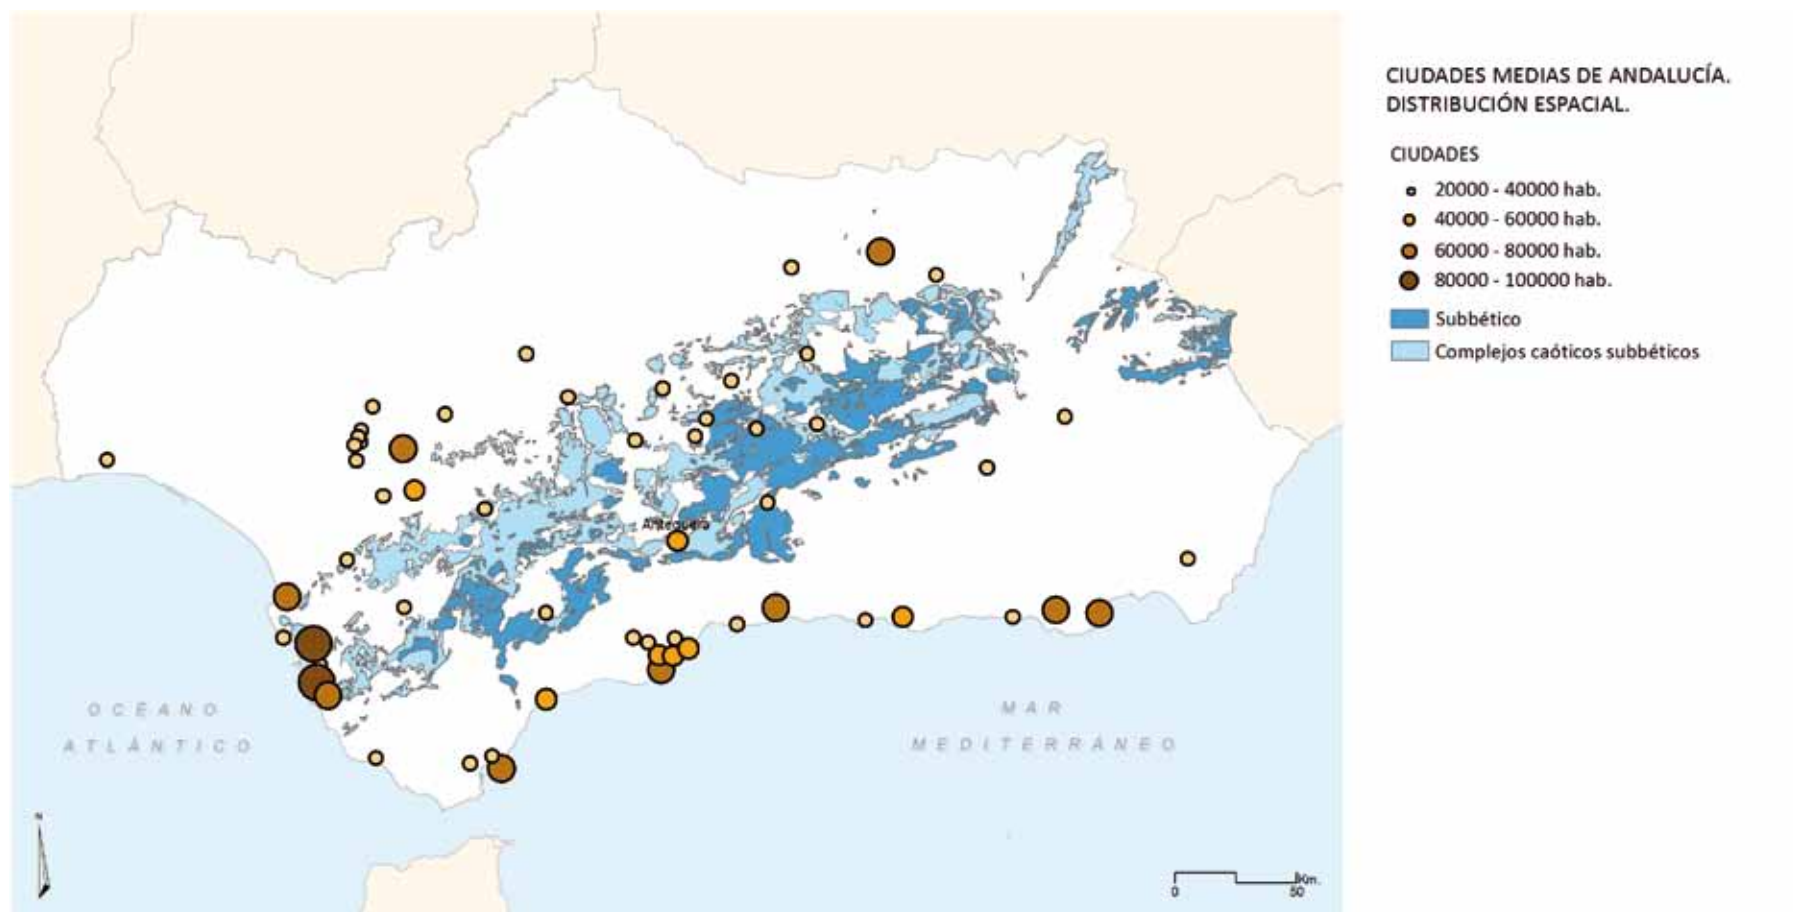 CIUDADES MEDIAS DE ANDALUCÍA.
DISTRIBUCIÓN ESPACIAL.
CIUDADES
20000 - 40000 hab.
40000 - 60000 hab.
60000 - 80000 hab.
80000 - 100000 hab.
Subbético
Complejos caóticos subbéticos
Antequera
OCEANO
ATLÁNTICO
MAR
MEDITERRÁNEO
N
Km.
0 50